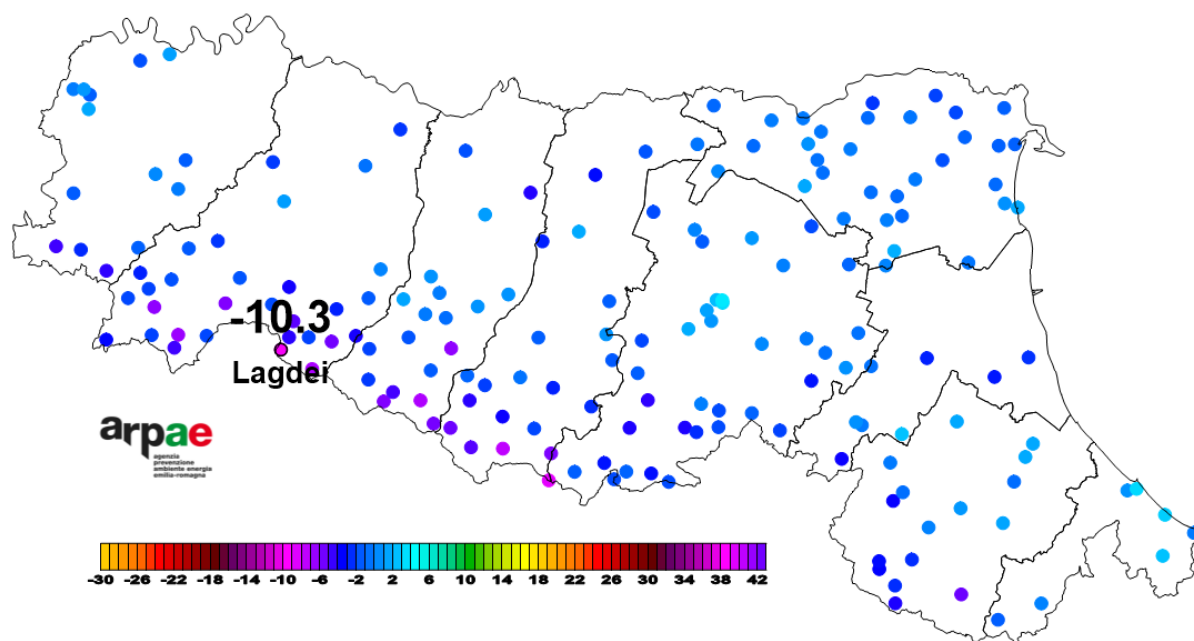 -10.3
Lagdei
arpae
agenzia
prevenzione
ambiente energia
emilia-romagna
-30 -26 -22 -18 -14 -10 -6 -2 2 6 10 14 18 22 26 30 34 38 42